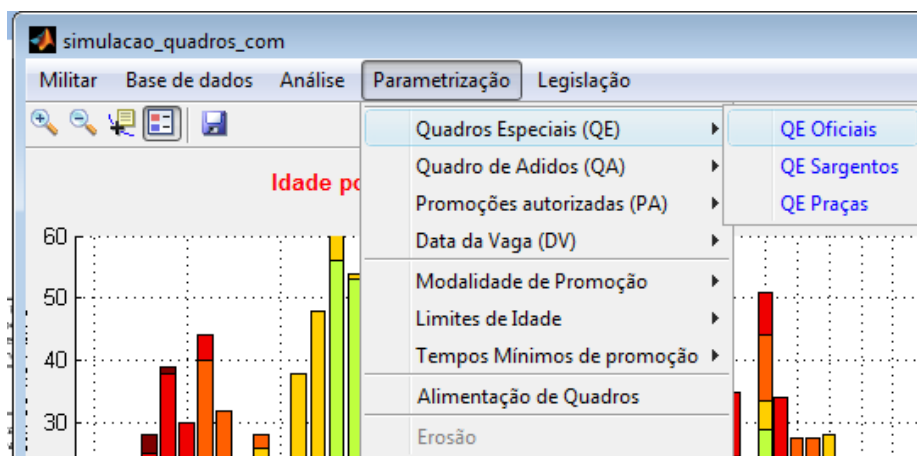 simulacao_quadros_com
Militar Base de dados Análise Parametrização Legislação
Quadros Especiais (QE) QE Oficiais
Quadro de Adidos (QA) QE Sargentos
Promoções autorizadas (PA) QE Praças
Data da Vaga (DV)
Modalidade de Promoção
Limites de Idade
Tempos Mínimos de promoção
Alimentação de Quadros
Erosão
Idade po
60
50
40
30